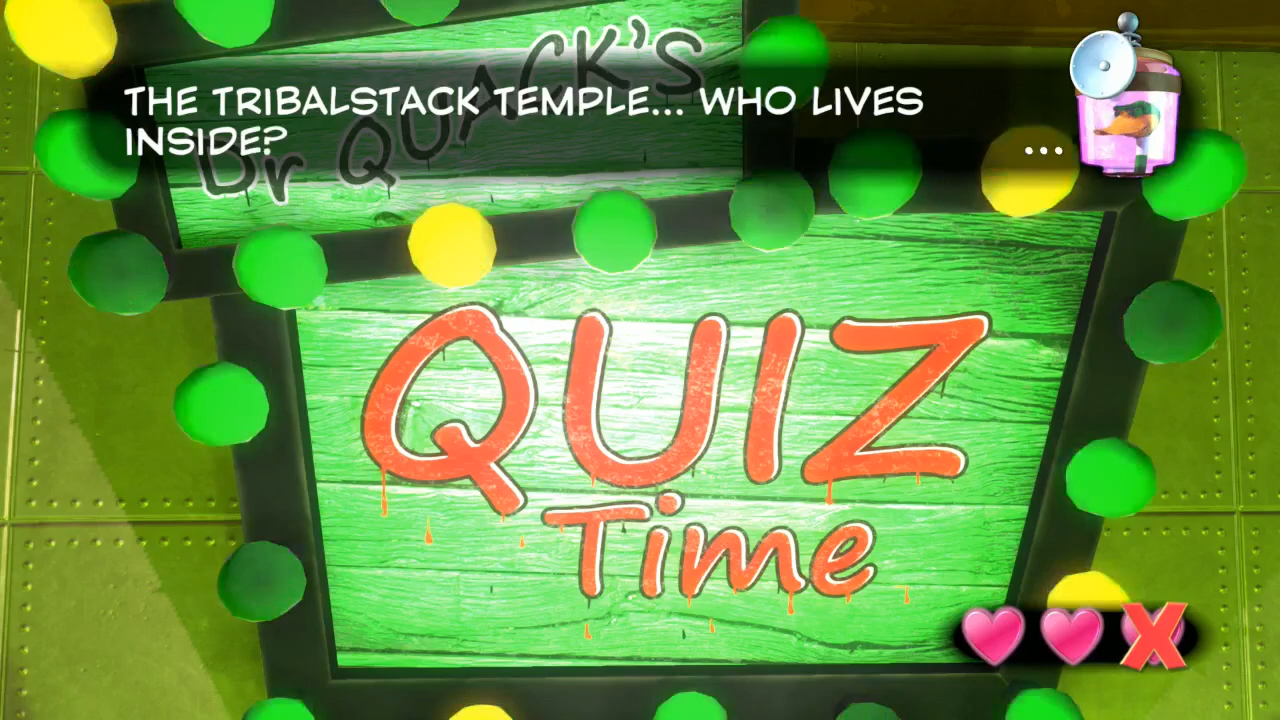 THE TRIBALSTACK TEMPLE... WHO LIVES
INSIDE?
...
Dr QUACK'S
QUIZ
Time